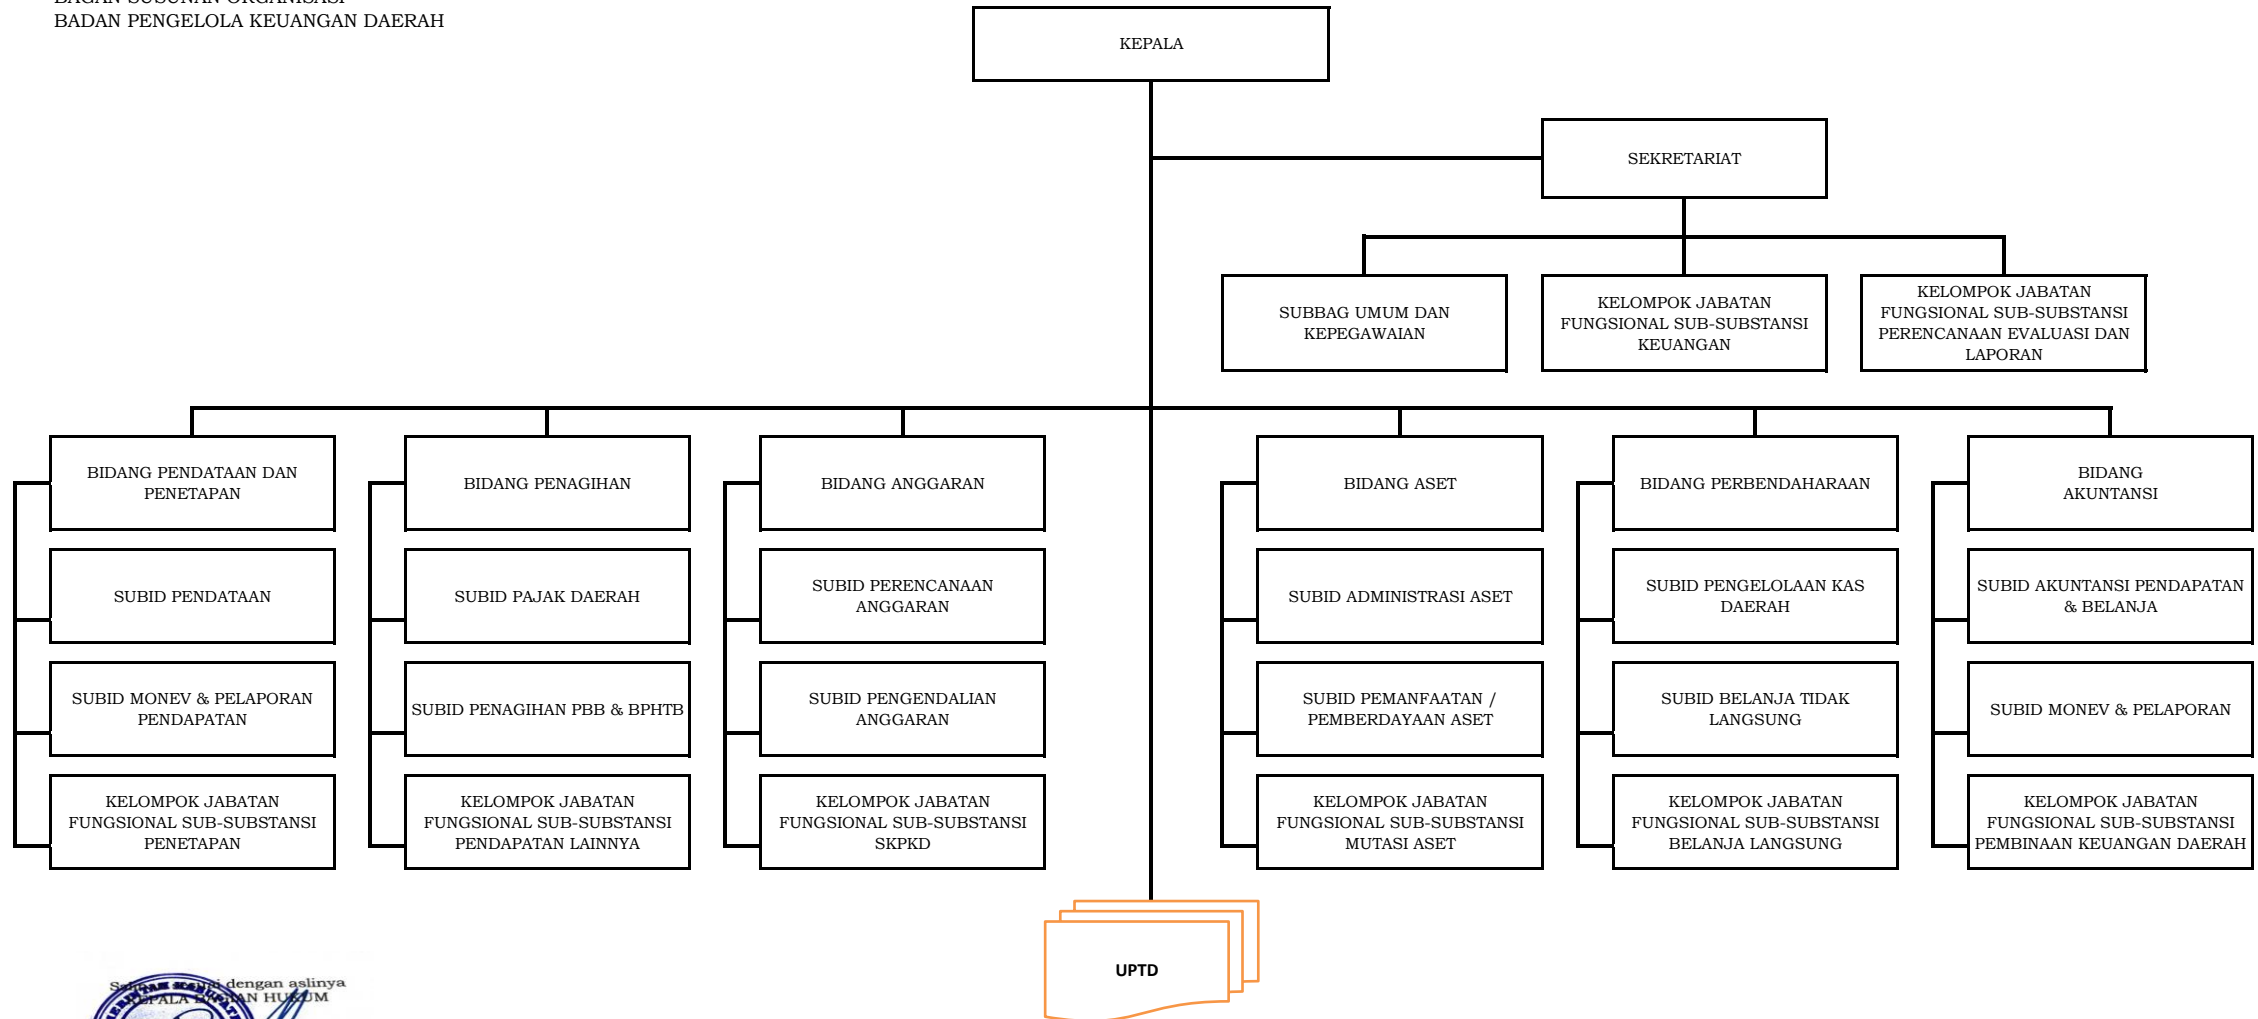 BAGAN SUSUNAN ORGANISASI
BADAN PENGELOLA KEUANGAN DAERAH
KEPALA
SEKRETARIAT
SUBBAG UMUM DAN
KEPEGAWAIAN
KELOMPOK JABATAN
FUNGSIONAL SUB-SUBSTANSI
KEUANGAN
KELOMPOK JABATAN
FUNGSIONAL SUB-SUBSTANSI
PERENCANAAN EVALUASI DAN
LAPORAN
BIDANG PENDATAAN DAN
PENETAPAN
SUBID PENDATAAN
SUBID MONEV & PELAPORAN
PENDAPATAN
KELOMPOK JABATAN
FUNGSIONAL SUB-SUBSTANSI
PENETAPAN
BIDANG PENAGIHAN
SUBID PAJAK DAERAH
SUBID PENAGIHAN PBB & BPHTB
KELOMPOK JABATAN
FUNGSIONAL SUB-SUBSTANSI
PENDAPATAN LAINNYA
BIDANG ANGGARAN
SUBID PERENCANAAN
ANGGARAN
SUBID PENGENDALIAN
ANGGARAN
KELOMPOK JABATAN
FUNGSIONAL SUB-SUBSTANSI
SKPKD
BIDANG ASET
SUBID ADMINISTRASI ASET
SUBID PEMANFAATAN /
PEMBERDAYAAN ASET
KELOMPOK JABATAN
FUNGSIONAL SUB-SUBSTANSI
MUTASI ASET
BIDANG PERBENDAHARAAN
SUBID PENGELOLAAN KAS
DAERAH
SUBID BELANJA TIDAK
LANGSUNG
KELOMPOK JABATAN
FUNGSIONAL SUB-SUBSTANSI
BELANJA LANGSUNG
BIDANG
AKUNTANSI
SUBID AKUNTANSI PENDAPATAN
& BELANJA
SUBID MONEV & PELAPORAN
KELOMPOK JABATAN
FUNGSIONAL SUB-SUBSTANSI
PEMBINAAN KEUANGAN DAERAH
UPTD
dengan aslinya
KEPALA BAGIAN HUKUM